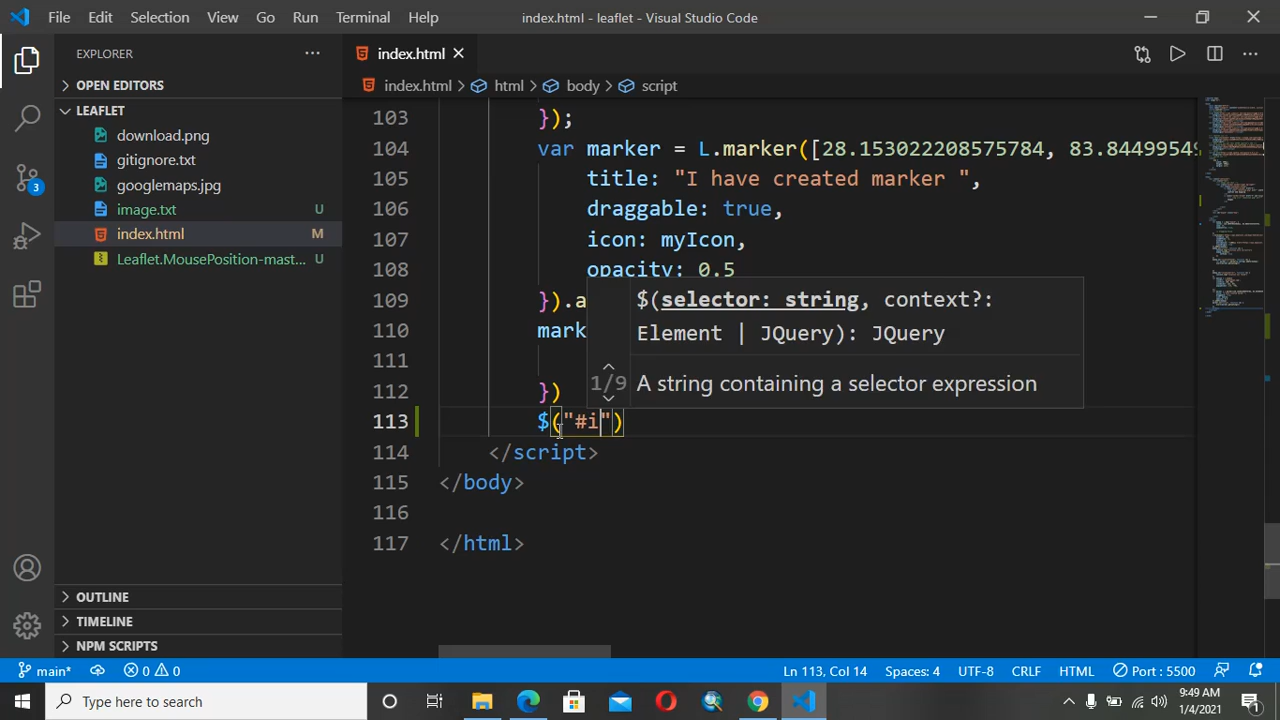 File Edit Selection View Go Run Terminal Help
index.html - leaflet - Visual Studio Code
EXPLORER
OPEN EDITORS
LEAFLET
download.png
gitignore.txt
googlemaps.jpg
image.txt U
index.html M
Leaflet.MousePosition-mast... U
OUTLINE
TIMELINE
NPM SCRIPTS
3
index.html
index.html > html > body > script
103 });
104 var marker = L.marker([28.153022208575784, 83.84499549
105 title: "I have created marker ",
106 draggable: true,
107 icon: myIcon,
108 opacity: 0.5
109 }).a
110 mark
111
112 })
113 $("#i")
114 </script>
115 </body>
116
117 </html>
$(selector: string, context?:
Element | JQuery): JQuery
1/9 A string containing a selector expression
main* 0 0 Ln 113, Col 14 Spaces: 4 UTF-8 CRLF HTML Port : 5500
Type here to search
9:49 AM
1/4/2021
1